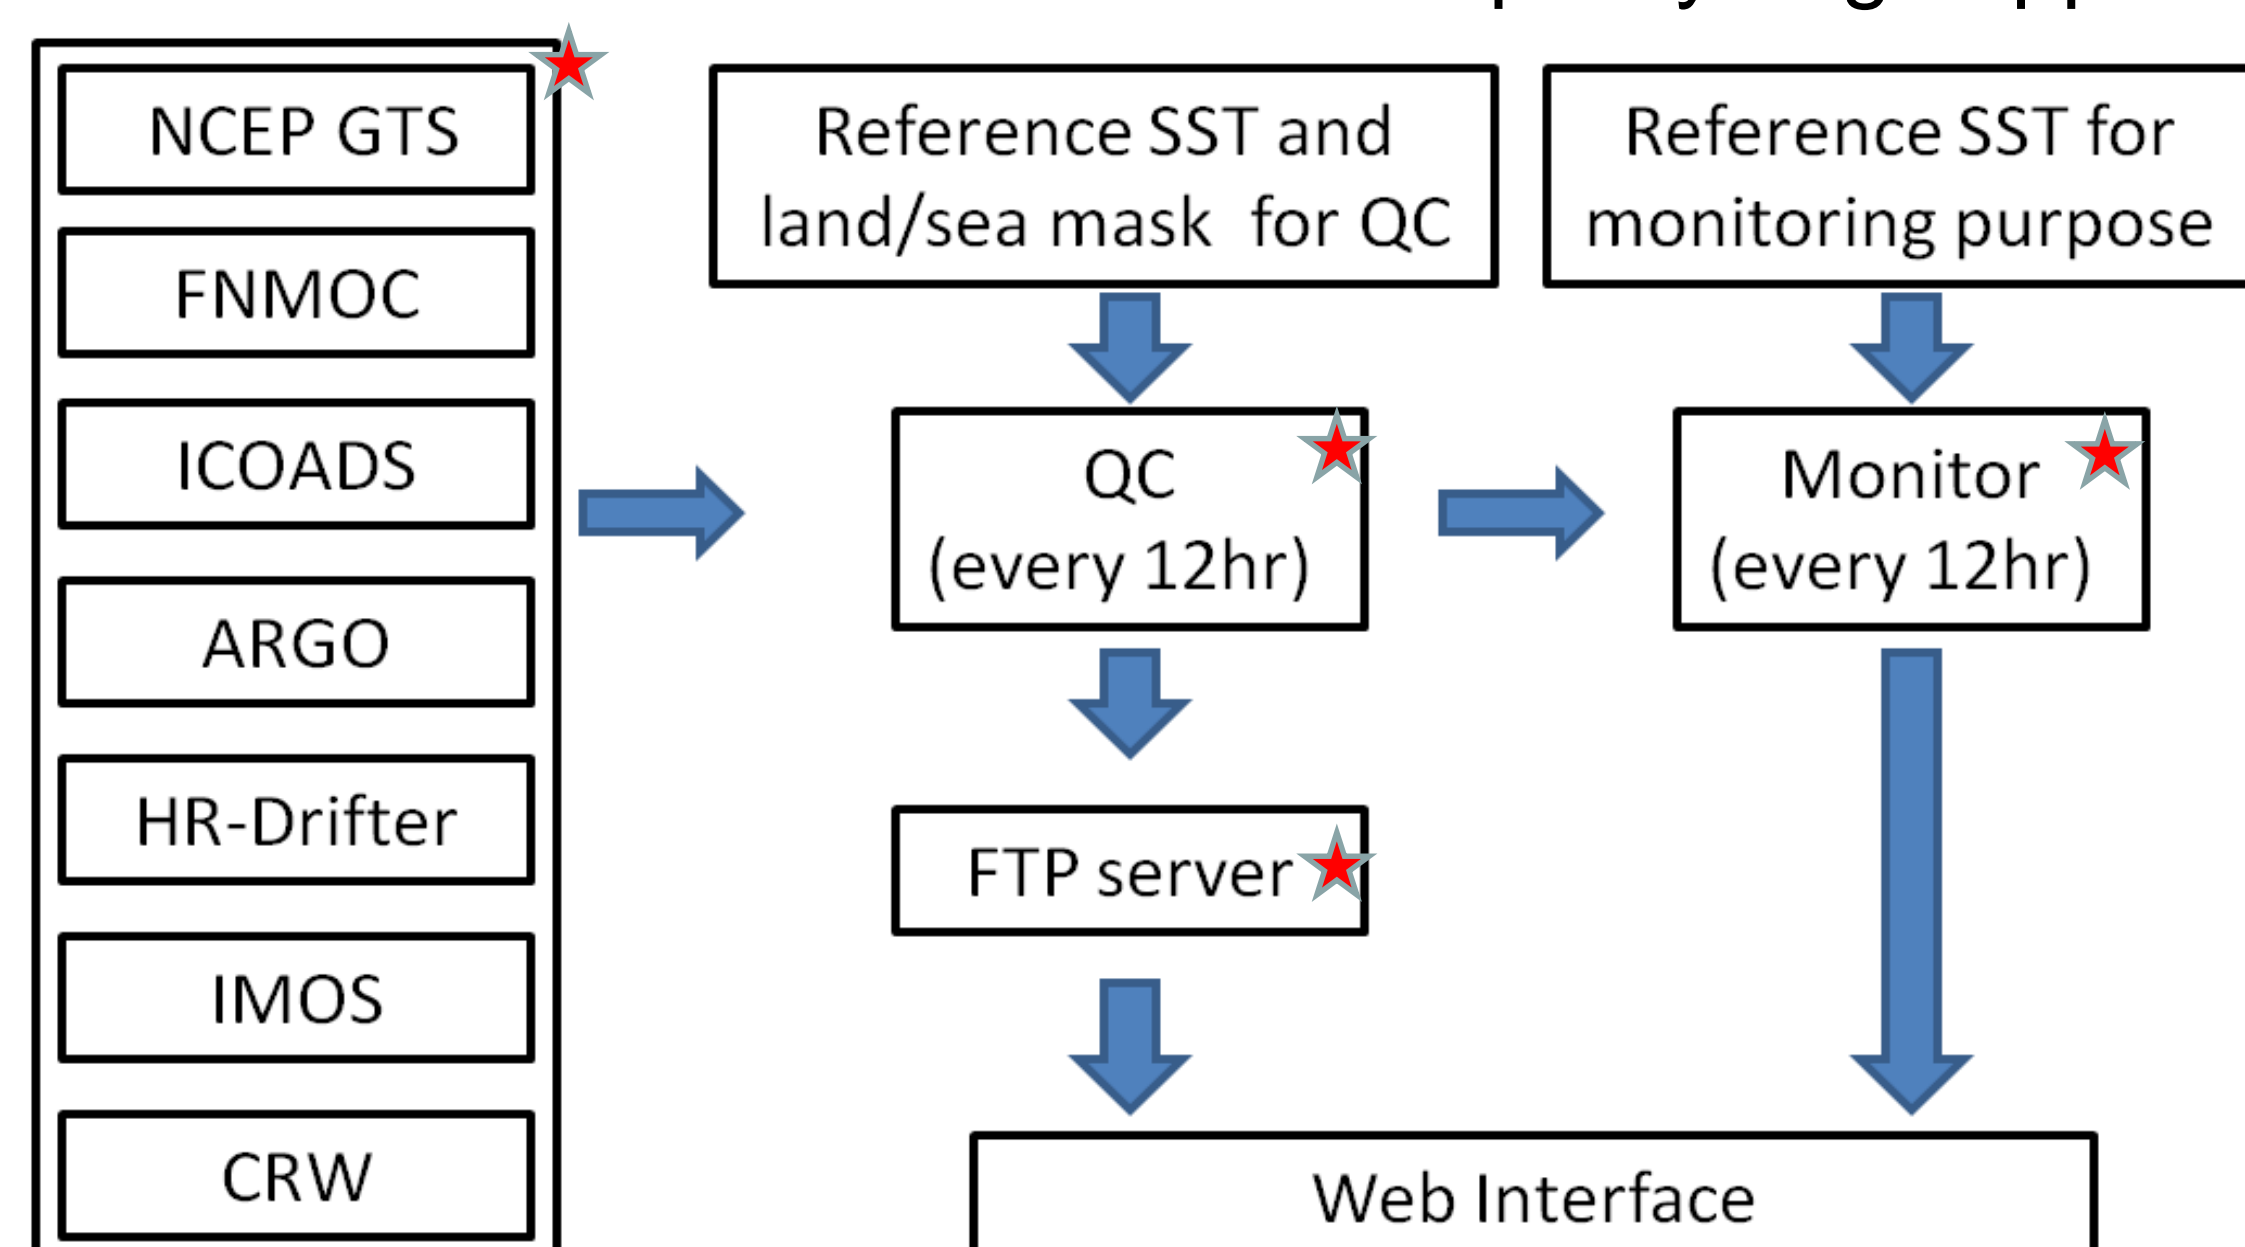 NCEP GTS
FNMOC
ICOADS
ARGO
HR-Drifter
IMOS
CRW
Reference SST and
land/sea mask for QC
Reference SST for
monitoring purpose
QC
(every 12hr)
Monitor
(every 12hr)
FTP server
Web Interface